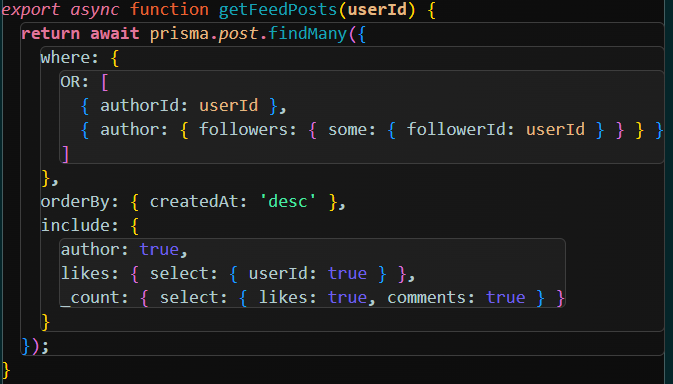 export async function getFeedPosts(userId) {
  return await prisma.post.findMany({
    where: {
      OR: [
        { authorId: userId },
        { author: { followers: { some: { followerId: userId } } } }
      ]
    },
    orderBy: { createdAt: 'desc' },
    include: {
      author: true,
      likes: { select: { userId: true } },
      _count: { select: { likes: true, comments: true } }
    }
  });
}